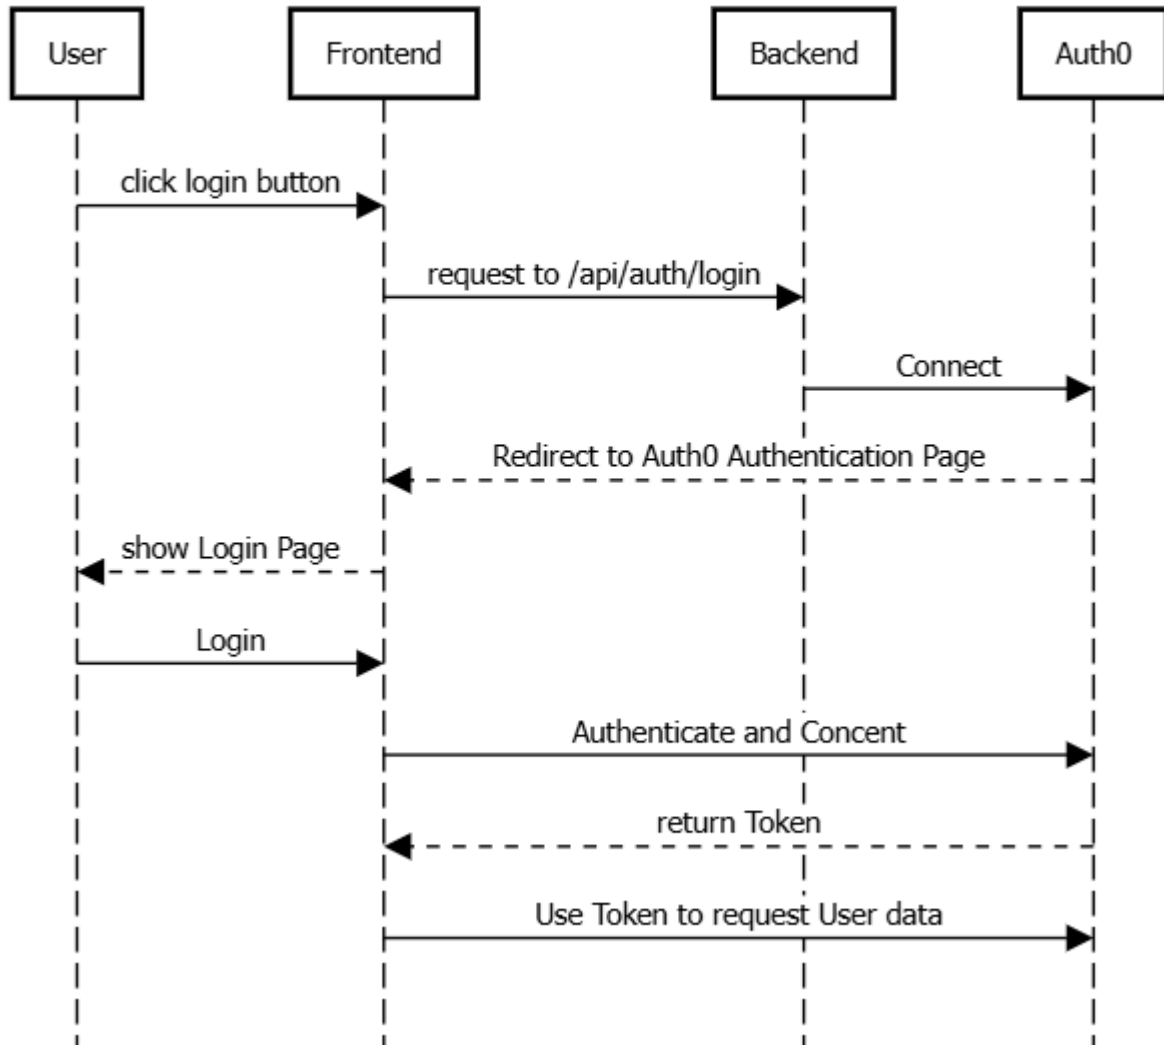 User
Frontend
Backend
Auth0
click login button
request to /api/auth/login
Connect
Redirect to Auth0 Authentication Page
show Login Page
Login
Authenticate and Concent
return Token
Use Token to request User data